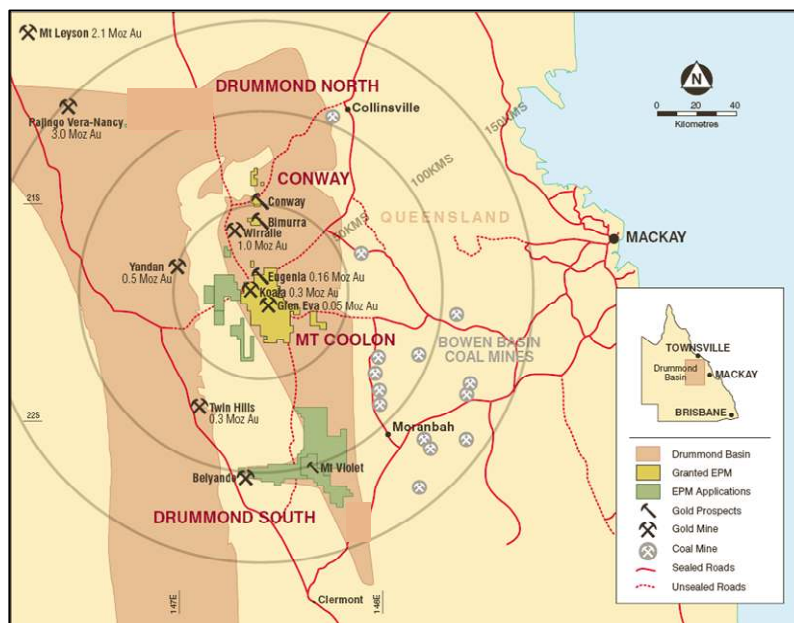 Mt Leyson 2.1 Moz Au
DRUMMOND NORTH
Pajingo Vera-Nancy
3.0 Moz Au
Collinsville
N
0 20 40
Kilometres
150KMS
100KMS
50KMS
CONWAY
21S
Conway
Bimurra
Wirralie
1.0 Moz Au
QUEENSLAND
MACKAY
Yandan
0.5 Moz Au
Eugenia 0.16 Moz Au
Koala 0.3 Moz Au
Glen Eva 0.05 Moz Au
MT COOLON
BOWEN BASIN
COAL MINES
TOWNSVILLE
Drummond
Basin
MACKAY
BRISBANE
Twin Hills
0.3 Moz Au
22S
Moranbah
Mt Violet
Belyando
DRUMMOND SOUTH
147E
148E
Clermont
Drummond Basin
Granted EPM
EPM Applications
Gold Prospects
Gold Mine
Coal Mine
Sealed Roads
Unsealed Roads